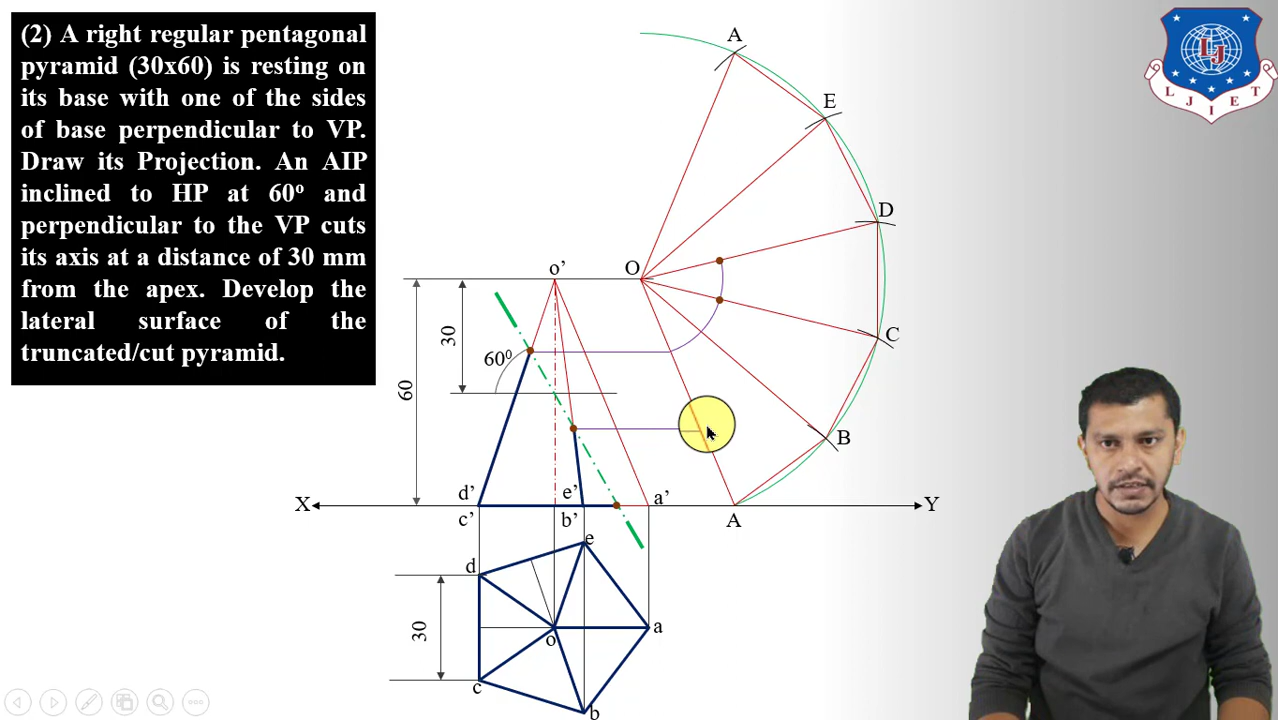 (2) A right regular pentagonal
pyramid (30x60) is resting on
its base with one of the sides
of base perpendicular to VP.
Draw its Projection. An AIP
inclined to HP at 60º and
perpendicular to the VP cuts
its axis at a distance of 30 mm
from the apex. Develop the
lateral surface of the
truncated/cut pyramid.
A
E
D
C
B
A
O
o’
30
60⁰
60
d’
c’
e’
b’
a’
X
Y
e
d
o
a
c
b
30
LJ
L J I E T